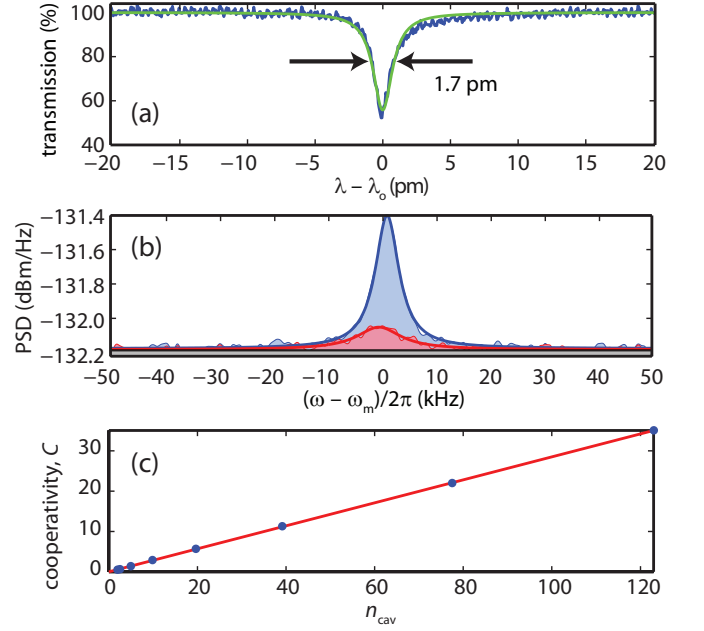 transmission (%)
100
80
60
40
(a)
1.7 pm
−20 −15 −10 −5 0 5 10 15 20
λ − λo (pm)
PSD (dBm/Hz)
−131.4
−131.6
−131.8
−132.0
−132.2
(b)
−50 −40 −30 −20 −10 0 10 20 30 40 50
(ω − ωm)/2π (kHz)
cooperativity, C
30
20
10
0
(c)
0 20 40 60 80 100 120
ncav